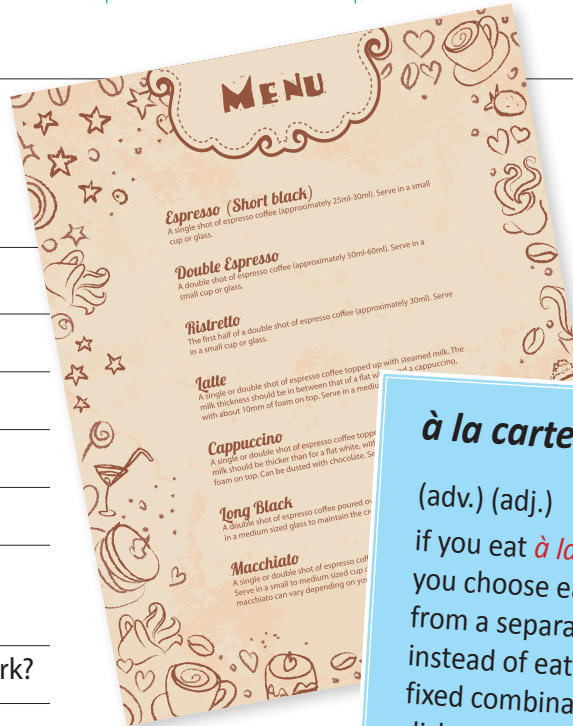 MENU
Espresso (Short black)
A single shot of espresso coffee (approximately 25ml-30ml). Serve in a small
cup or glass.
Double Espresso
A double shot of espresso coffee (approximately 50ml-60ml). Serve in a
small cup or glass.
Ristretto
The first half of a double shot of espresso coffee (approximately 30ml). Serve
in a small cup or glass.
Latte
A single or double shot of espresso coffee topped up with steamed milk. The
milk thickness should be in between that of a flat and a cappuccino,
with about 10mm of foam on top. Serve in a
Cappuccino
A single or double shot of espresso coffee
milk should be thicker than for a flat white,
foam on top. Can be dusted with chocolate.
Long Black
A double shot of espresso coffee poured
in a medium sized glass to maintain the
Macchiato
A single or double shot of espresso
Serve in a small to medium sized cup
macchiato can vary depending on
à la carte
(adv.) (adj.)
if you eat à
you choose
from a
instead of
fixed
rk?